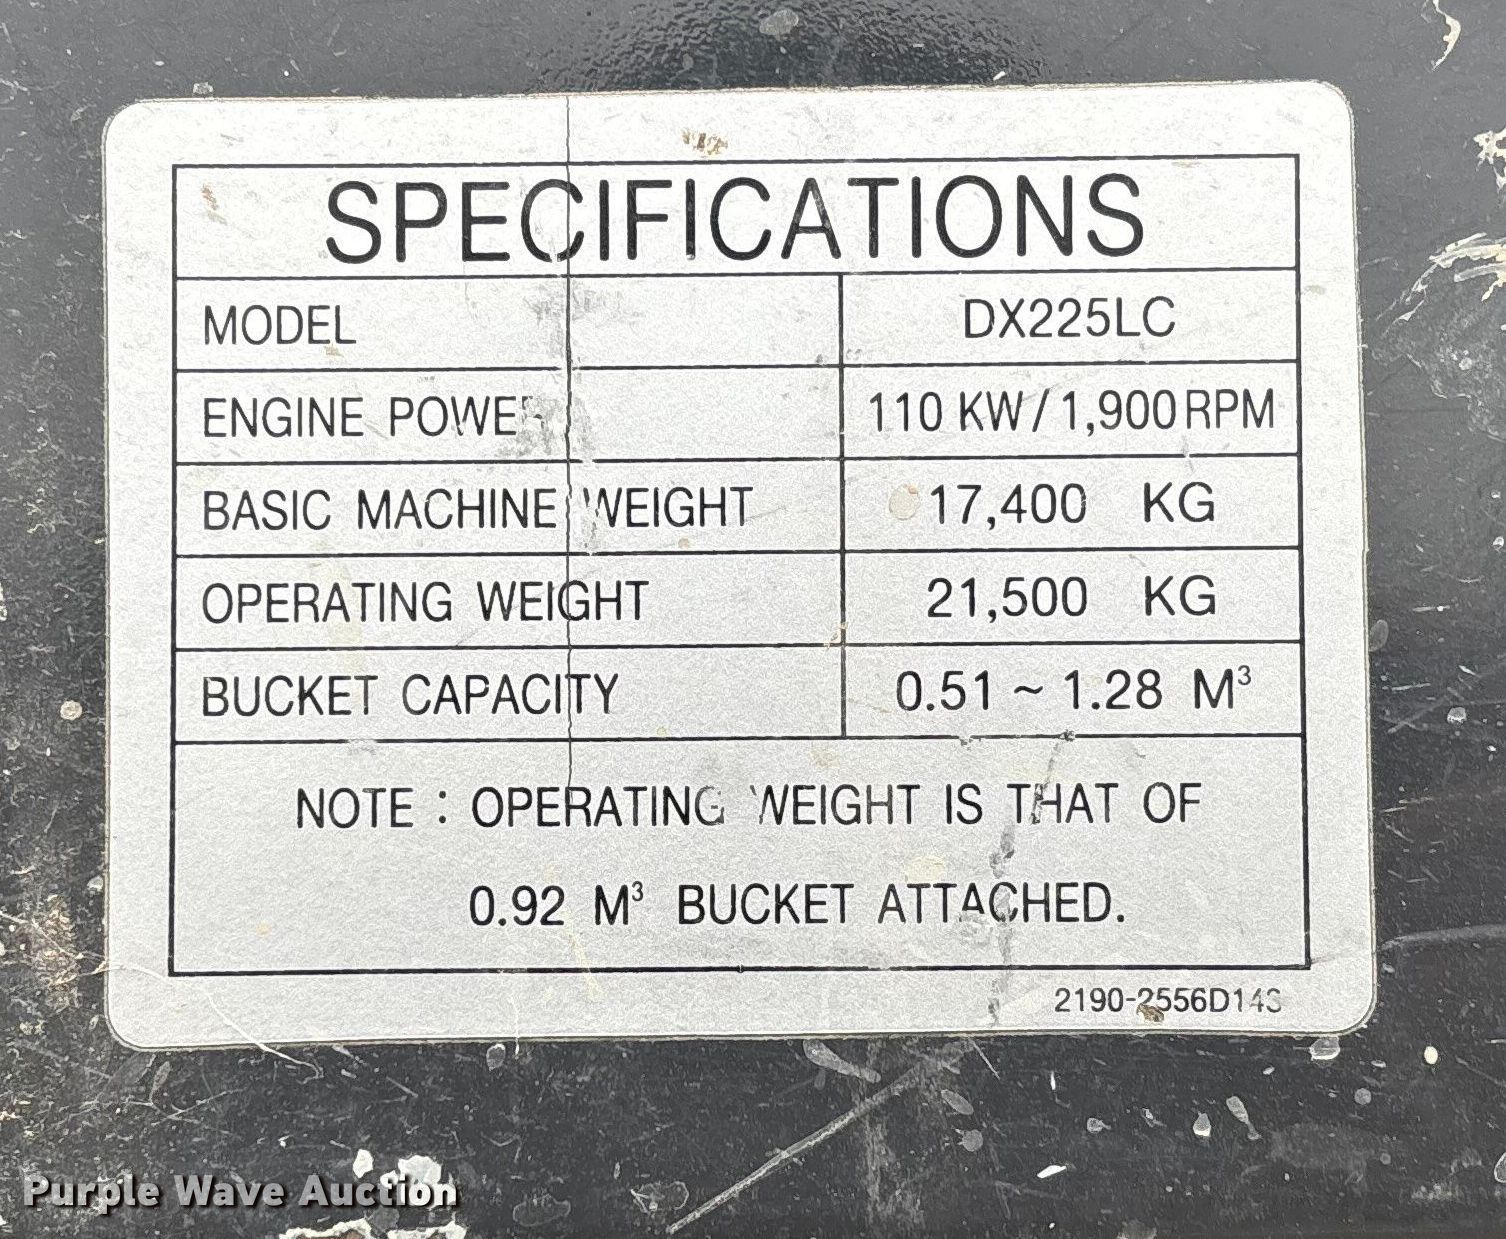 SPECIFICATIONS
MODEL DX225LC
ENGINE POWER 110 KW/1,900 RPM
BASIC MACHINE WEIGHT 17,400 KG
OPERATING WEIGHT 21,500 KG
BUCKET CAPACITY 0.51 ~ 1.28 M³
NOTE : OPERATING WEIGHT IS THAT OF
0.92 M³ BUCKET ATTACHED.
Purple Wave Auction